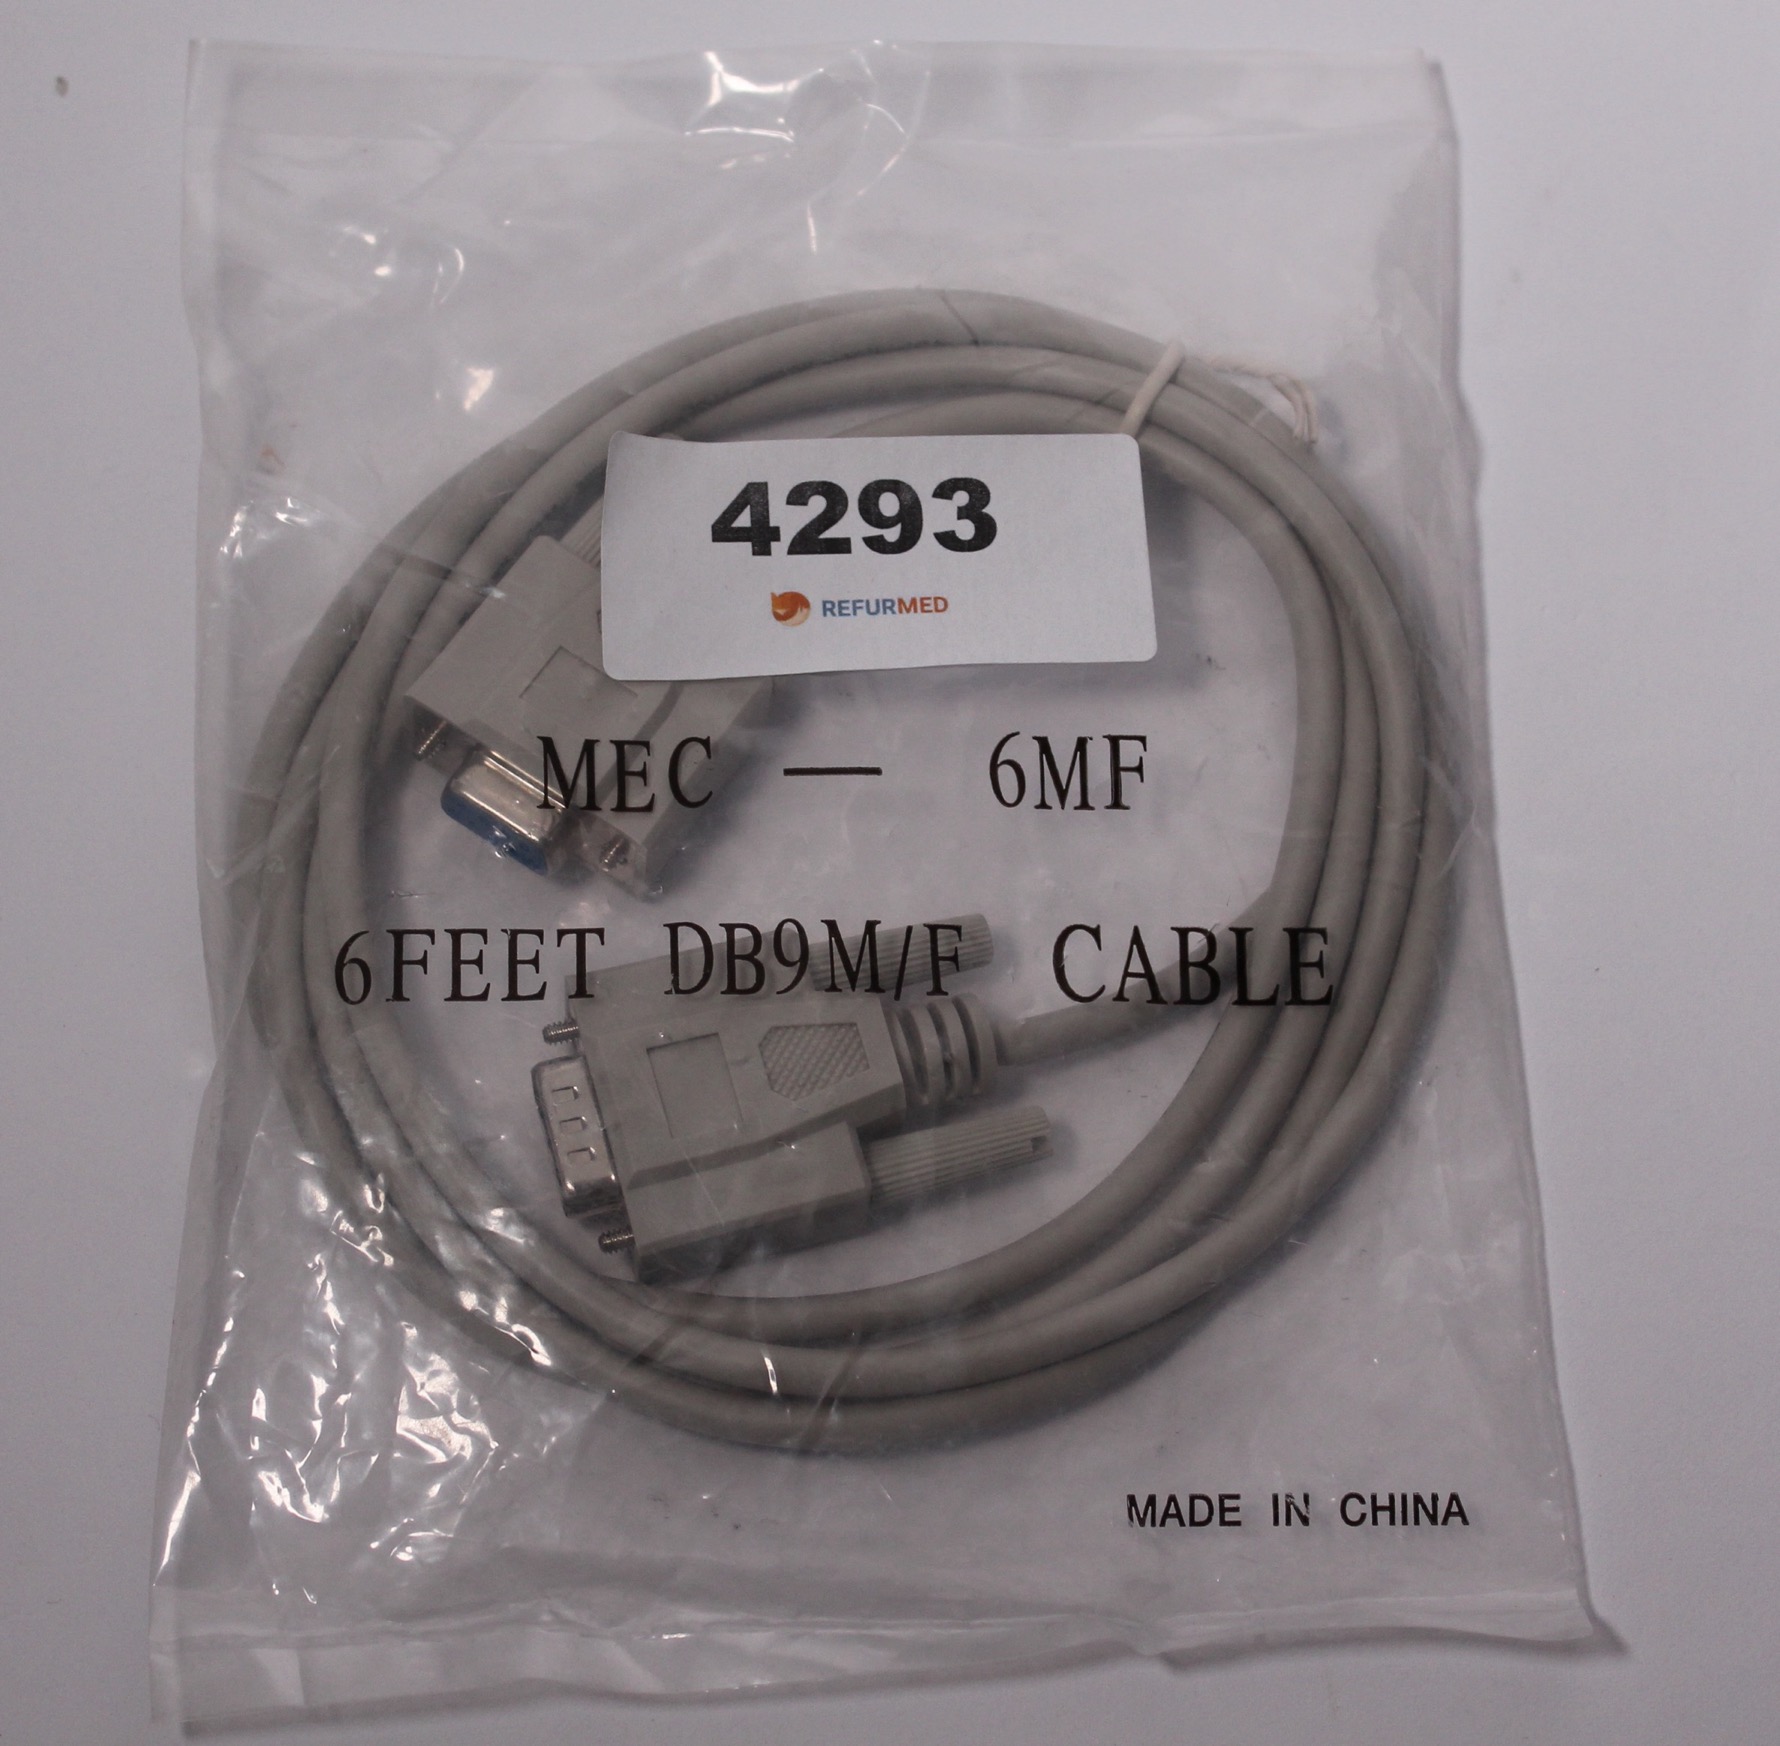 4293
REFURMED
MEC — 6MF
6FEET DB9M/F CABLE
MADE IN CHINA